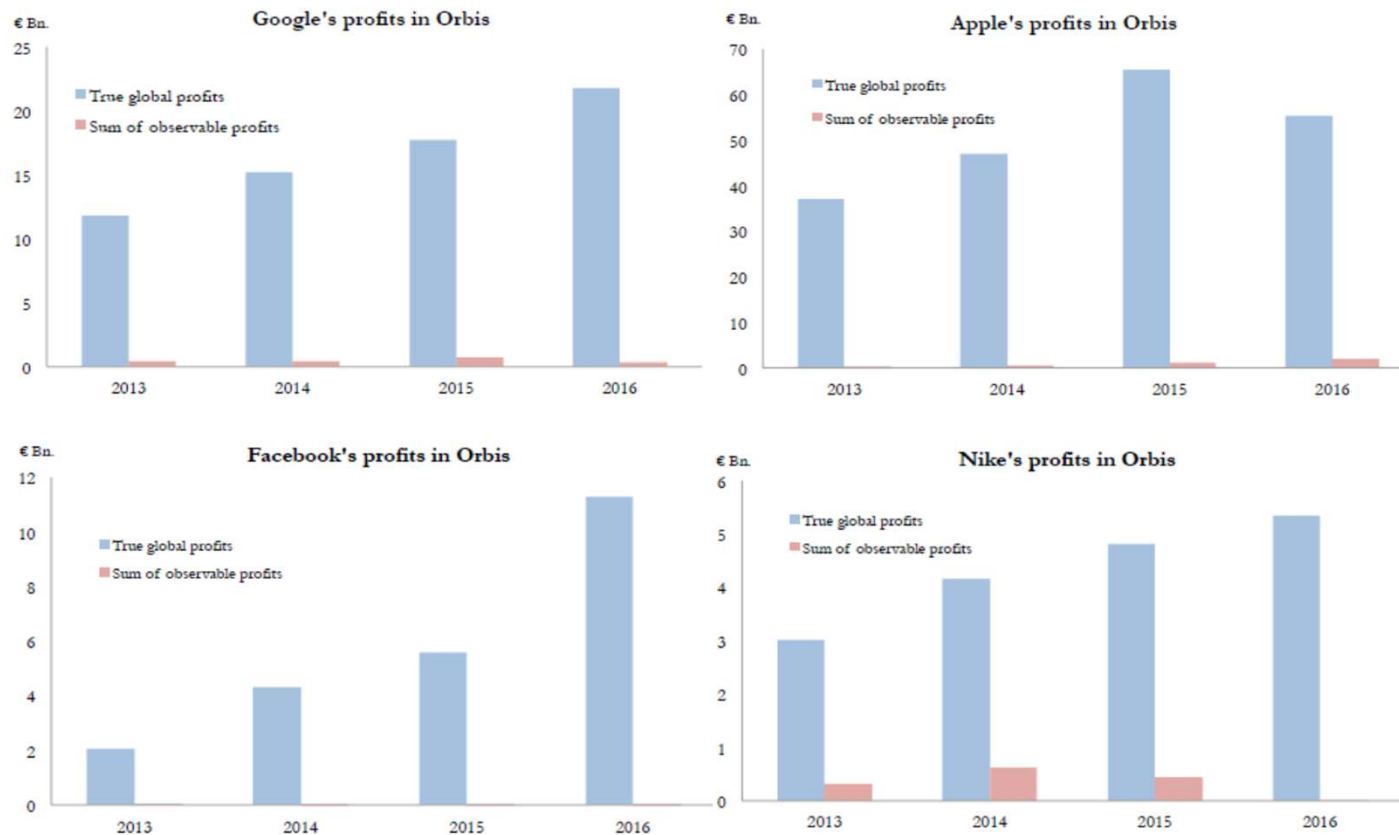 Google's profits in Orbis
€ Bn.
25
20
15
10
5
0
True global profits
Sum of observable profits
2013 2014 2015 2016
Apple's profits in Orbis
€ Bn.
70
60
50
40
30
20
10
0
True global profits
Sum of observable profits
2013 2014 2015 2016
Facebook's profits in Orbis
€ Bn.
12
10
8
6
4
2
0
True global profits
Sum of observable profits
2013 2014 2015 2016
Nike's profits in Orbis
€ Bn.
6
5
4
3
2
1
0
True global profits
Sum of observable profits
2013 2014 2015 2016